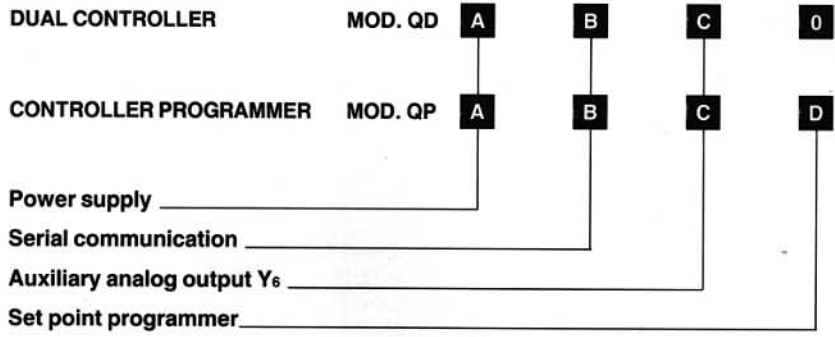 DUAL CONTROLLER MOD. QD A B C 0
CONTROLLER PROGRAMMER MOD. QP A B C D
Power supply
Serial communication
Auxiliary analog output Y6
Set point programmer